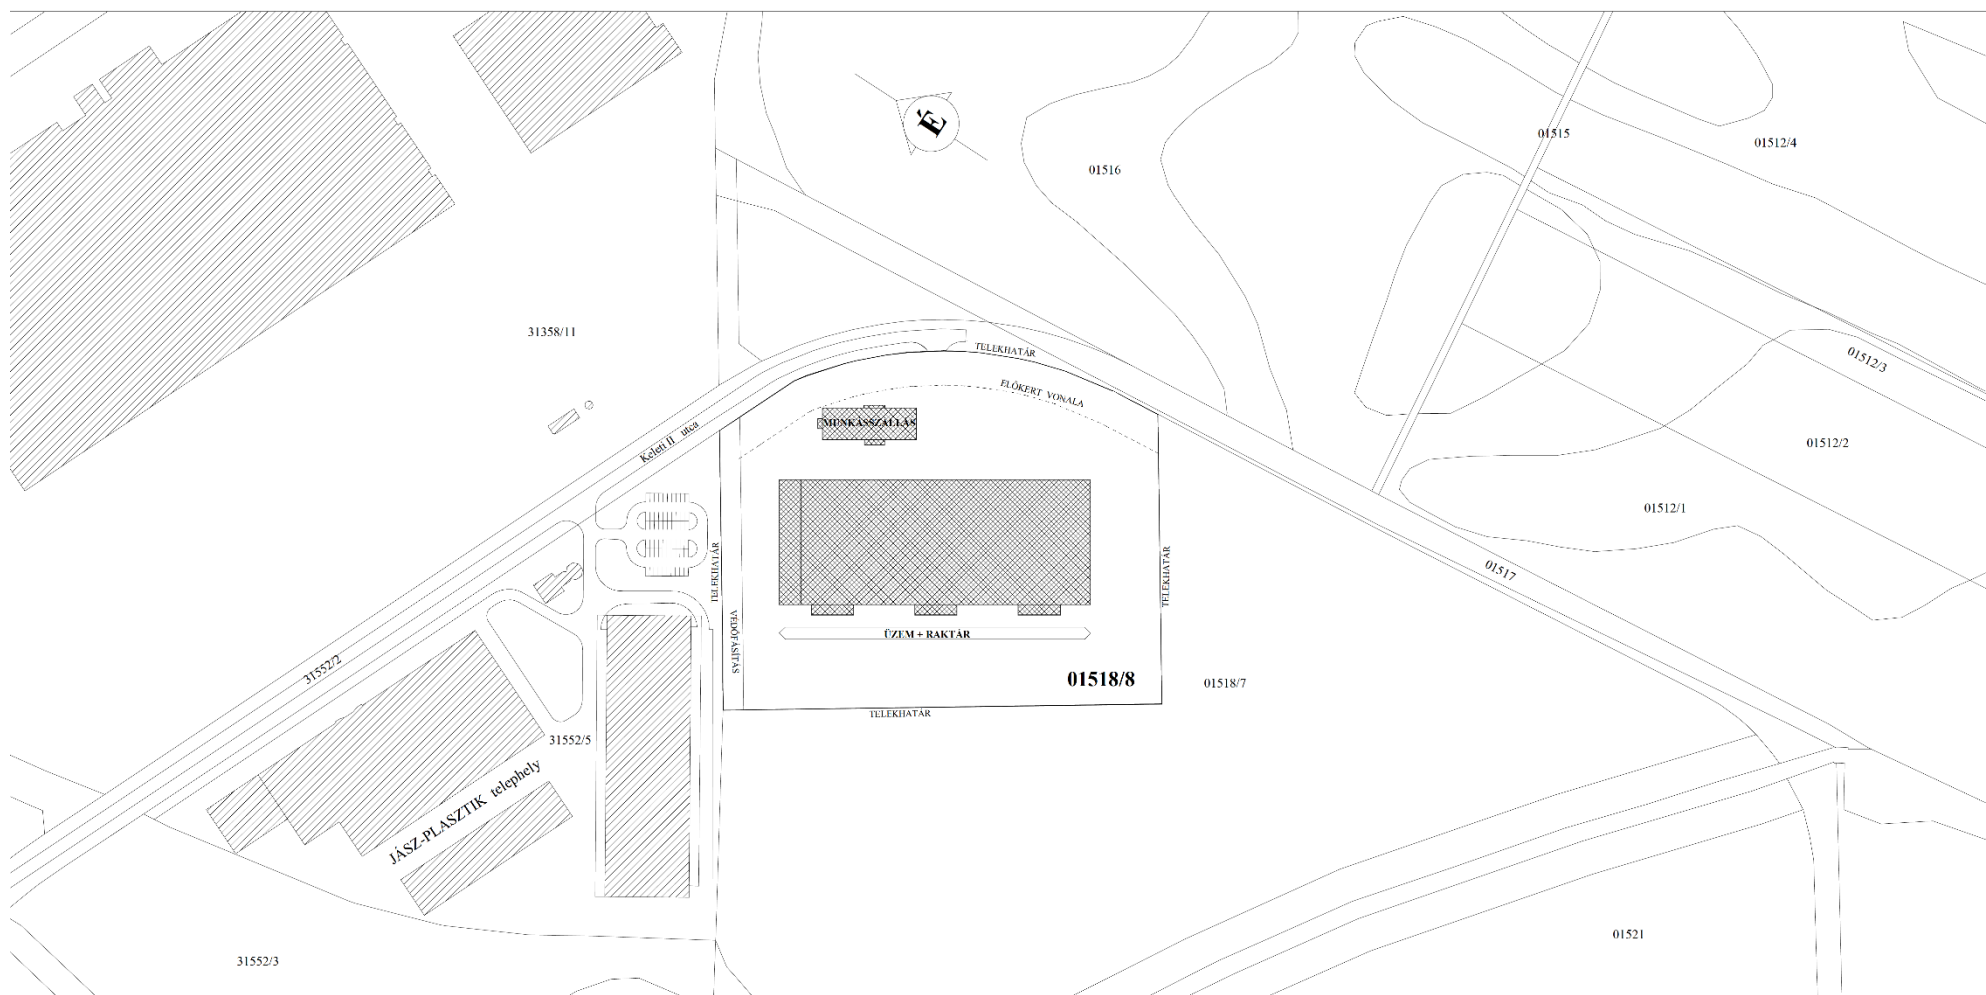 É
01515
01512/4
01516
31358/11
TELEKHATÁR
01512/3
ELŐKERT VONALA
MUNKÁSSZÁLLÁS
Keleti II utca
01512/2
01512/1
TELEKHATÁR
TELEKHATÁR
01517
VÉDŐFÁSÍTÁS
ÜZEM + RAKTÁR
31552/2
01518/8
01518/7
TELEKHATÁR
31552/5
JÁSZ-PLASZTIK telephely
01521
31552/3